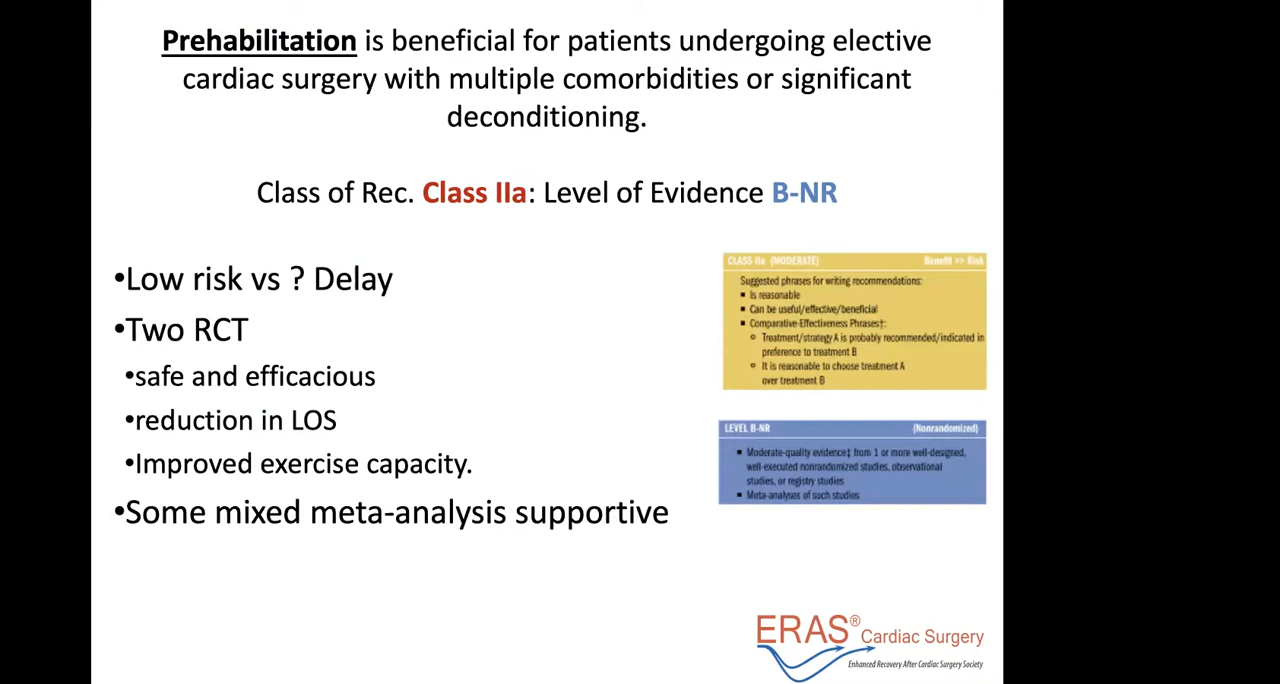 Prehabilitation is beneficial for patients undergoing elective
cardiac surgery with multiple comorbidities or significant
deconditioning.
Class of Rec. Class IIa: Level of Evidence B-NR
•Low risk vs ? Delay
•Two RCT
•safe and efficacious
•reduction in LOS
•Improved exercise capacity.
•Some mixed meta-analysis supportive
CLASS IIa (MODERATE) Benefit >> Risk
Suggested phrases for writing recommendations:
■ Is reasonable
■ Can be useful/effective/beneficial
■ Comparative-Effectiveness Phrases†:
○ Treatment/strategy A is probably recommended/indicated in
preference to treatment B
○ It is reasonable to choose treatment A
over treatment B
LEVEL B-NR (Nonrandomized)
■ Moderate-quality evidence‡ from 1 or more well-designed,
well-executed nonrandomized studies, observational
studies, or registry studies
■ Meta-analyses of such studies
ERAS® Cardiac Surgery
Enhanced Recovery After Cardiac Surgery Society